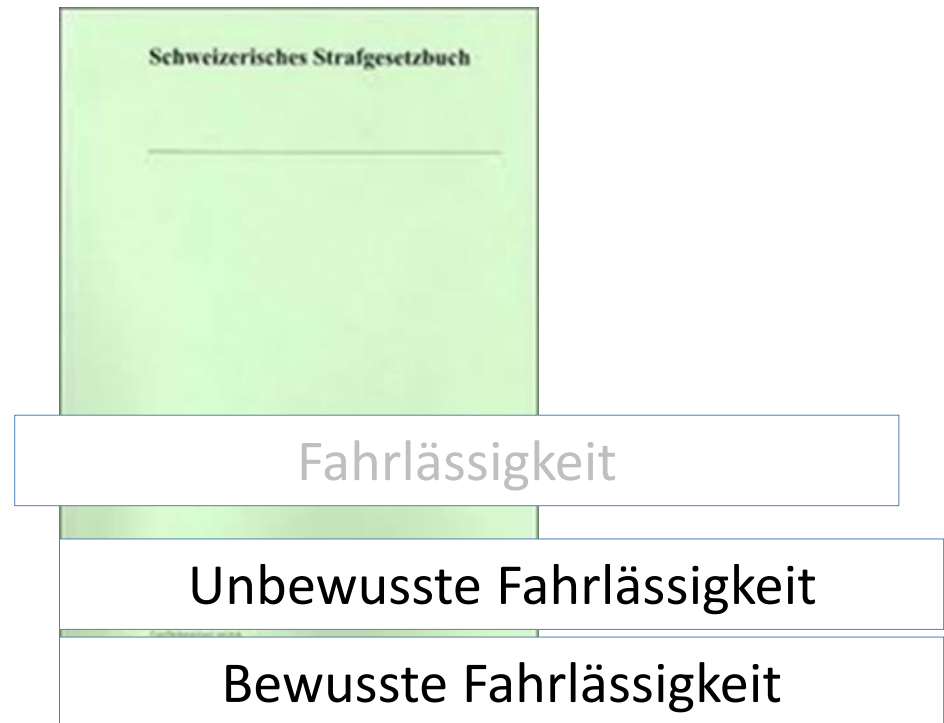 Schweizerisches Strafgesetzbuch
Fahrlässigkeit
Unbewusste Fahrlässigkeit
Bewusste Fahrlässigkeit